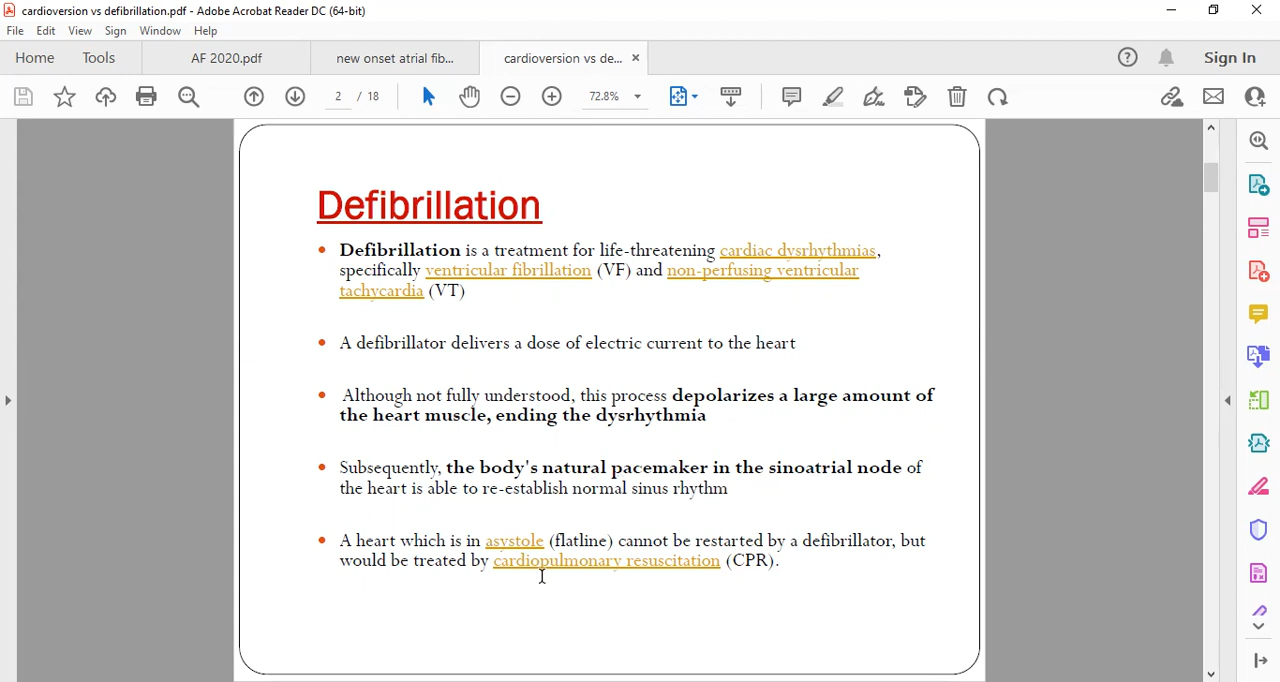 cardioversion vs defibrillation.pdf - Adobe Acrobat Reader DC (64-bit)
File Edit View Sign Window Help
Home Tools AF 2020.pdf new onset atrial fib... cardioversion vs de... × Sign In
2 / 18 72.8%
Defibrillation
• Defibrillation is a treatment for life-threatening cardiac dysrhythmias,
specifically ventricular fibrillation (VF) and non-perfusing ventricular
tachycardia (VT)
• A defibrillator delivers a dose of electric current to the heart
• Although not fully understood, this process depolarizes a large amount of
the heart muscle, ending the dysrhythmia
• Subsequently, the body's natural pacemaker in the sinoatrial node of
the heart is able to re-establish normal sinus rhythm
• A heart which is in asystole (flatline) cannot be restarted by a defibrillator, but
would be treated by cardiopulmonary resuscitation (CPR).